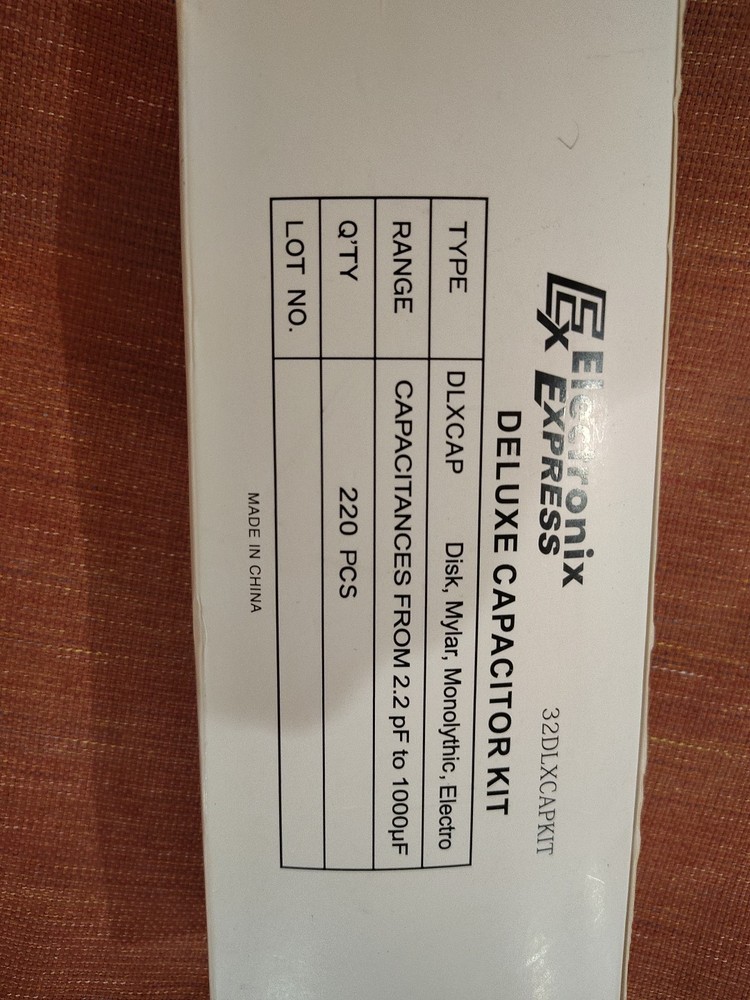 Ex Electronix
EXPRESS
32DLXCAPKIT
DELUXE CAPACITOR KIT
TYPE DLXCAP Disk, Mylar, Monolythic, Electro
RANGE CAPACITANCES FROM 2.2 pF to 1000µF
Q'TY 220 PCS
LOT NO.
MADE IN CHINA